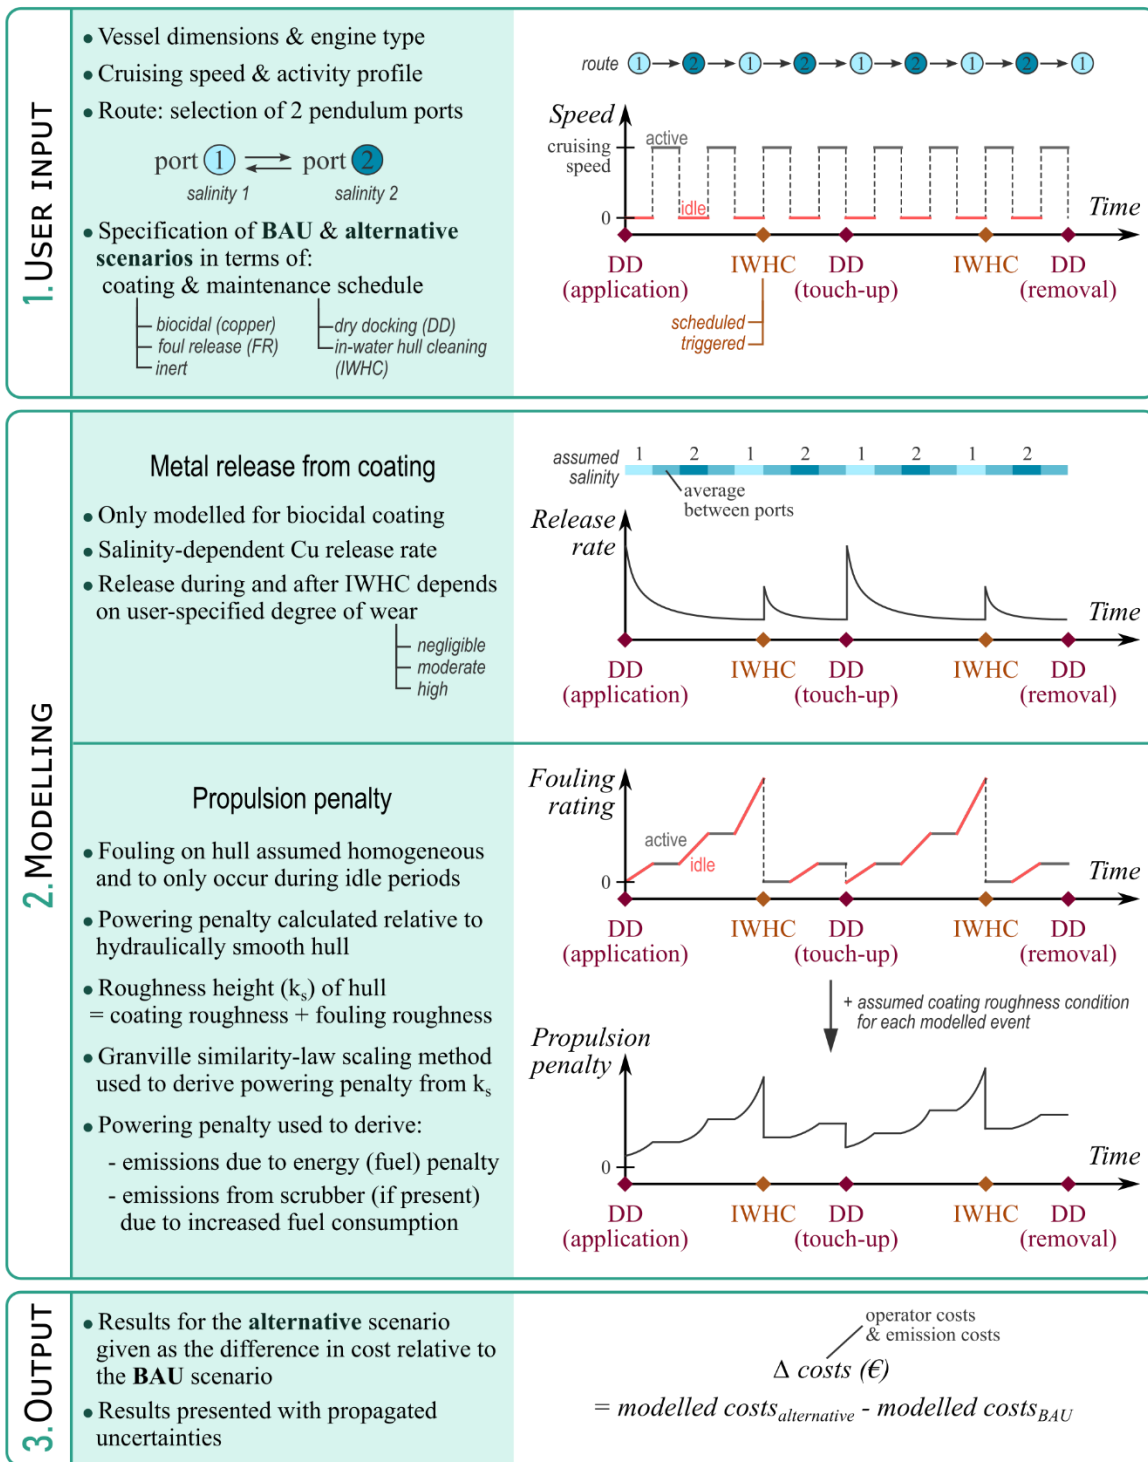 1. USER INPUT
• Vessel dimensions & engine type
• Cruising speed & activity profile
• Route: selection of 2 pendulum ports
port 1 port 2
salinity 1 salinity 2
• Specification of BAU & alternative
scenarios in terms of:
coating & maintenance schedule
biocidal (copper)
foul release (FR)
inert
dry docking (DD)
in-water hull cleaning
(IWHC)
route 1 2 1 2 1 2 1 2 1
Speed
cruising
speed
active
idle
0
Time
DD IWHC DD IWHC DD
(application) (touch-up) (removal)
scheduled
triggered
2. MODELLING
Metal release from coating
• Only modelled for biocidal coating
• Salinity-dependent Cu release rate
• Release during and after IWHC depends
on user-specified degree of wear
negligible
moderate
high
assumed
salinity
1 2 1 2 1 2 1 2
average
between ports
Release
rate
Time
DD IWHC DD IWHC DD
(application) (touch-up) (removal)
Propulsion penalty
• Fouling on hull assumed homogeneous
and to only occur during idle periods
• Powering penalty calculated relative to
hydraulically smooth hull
• Roughness height (ks) of hull
= coating roughness + fouling roughness
• Granville similarity-law scaling method
used to derive powering penalty from ks
• Powering penalty used to derive:
- emissions due to energy (fuel) penalty
- emissions from scrubber (if present)
due to increased fuel consumption
Fouling
rating
active
idle
0
Time
DD IWHC DD IWHC DD
(application) (touch-up) (removal)
+ assumed coating roughness condition
for each modelled event
Propulsion
penalty
0
Time
DD IWHC DD IWHC DD
(application) (touch-up) (removal)
3. OUTPUT
• Results for the alternative scenario
given as the difference in cost relative to
the BAU scenario
• Results presented with propagated
uncertainties
operator costs
& emission costs
Δ costs (€)
= modelled costsalternative - modelled costsBAU